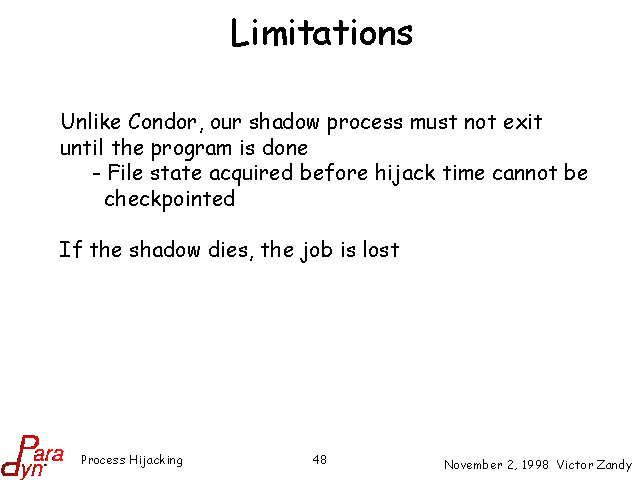 Limitations
Unlike Condor, our shadow process must not exit
until the program is done
- File state acquired before hijack time cannot be
checkpointed
If the shadow dies, the job is lost
Para
dyn
Process Hijacking
48
November 2, 1998 Victor Zandy